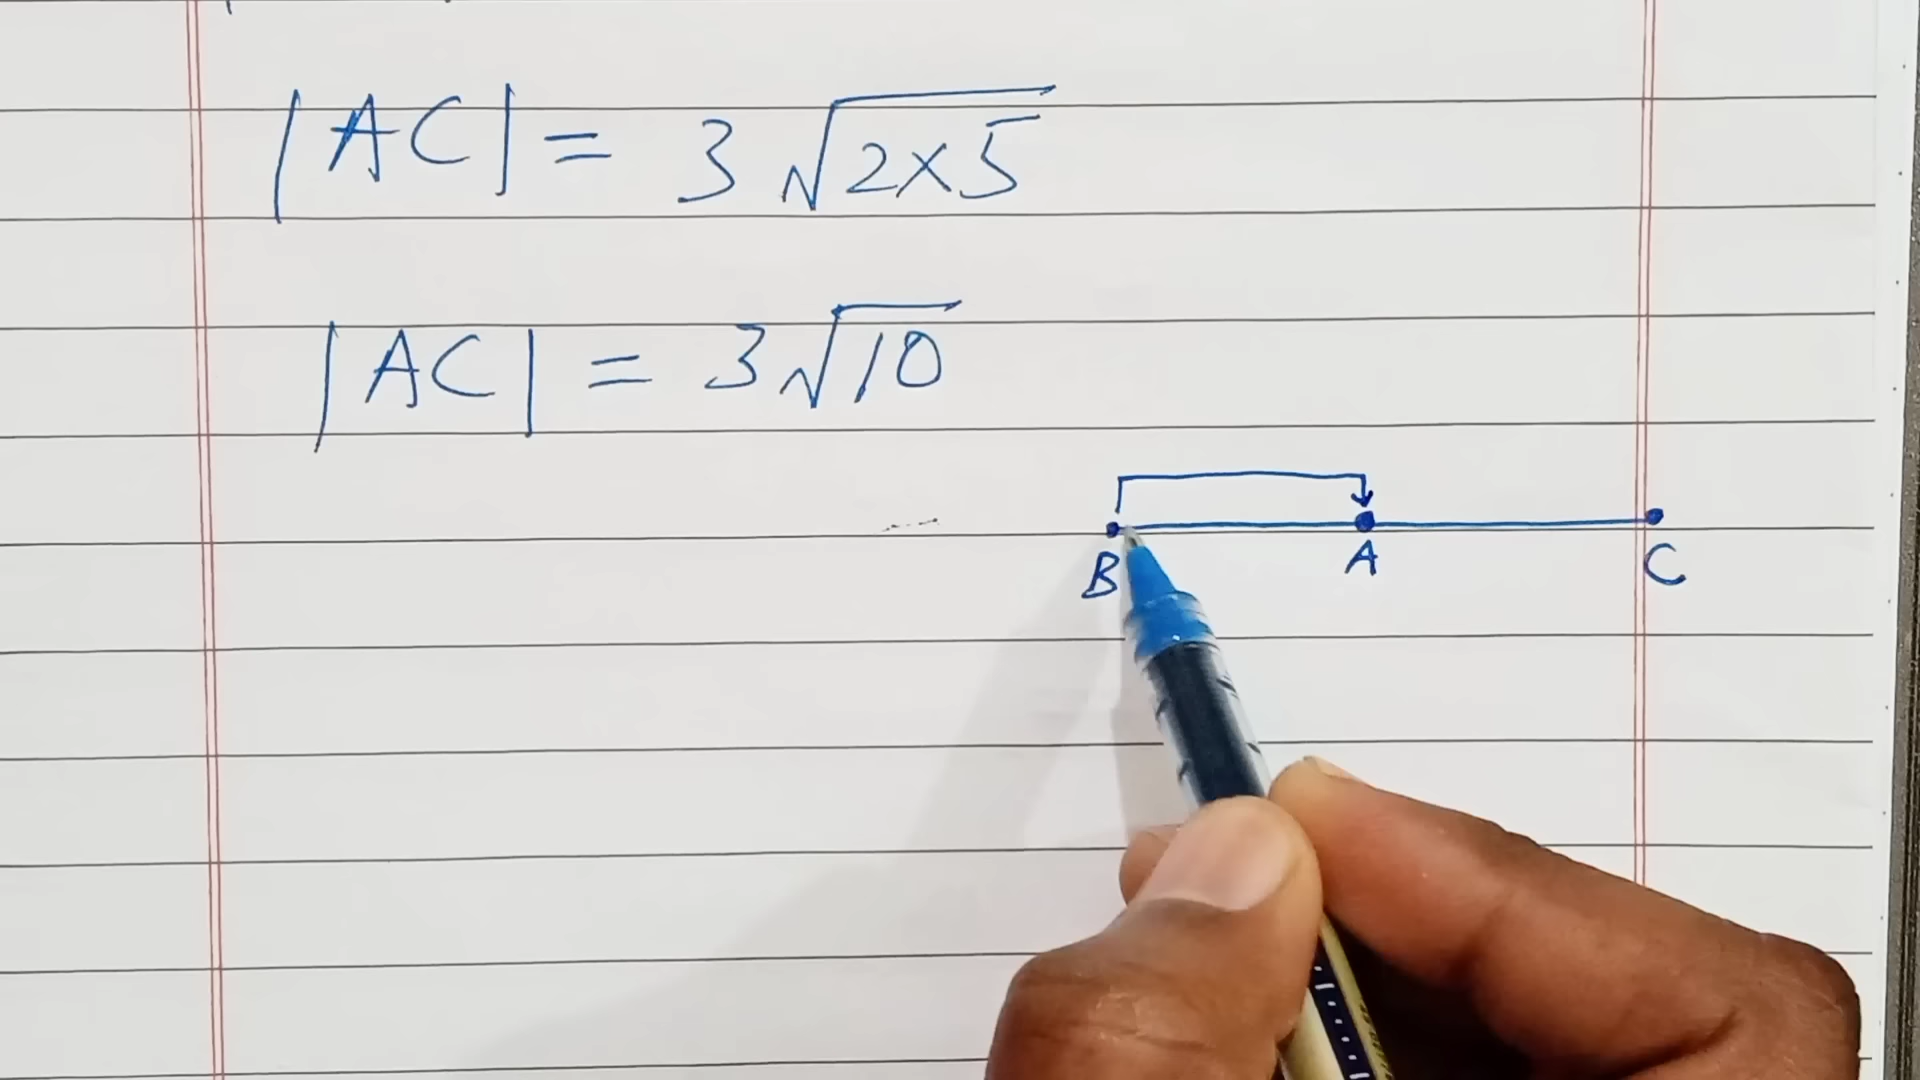 |AC| = 3√2×5
|AC| = 3√10
B A C